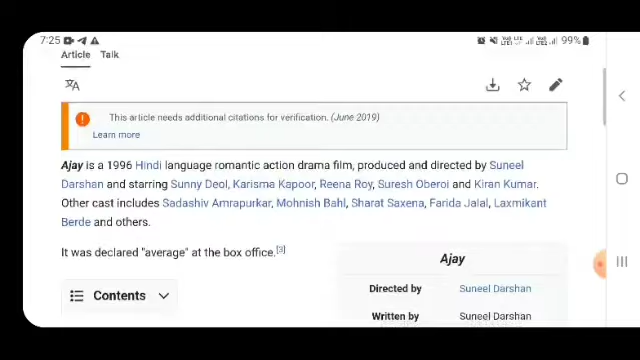 7:25 99%
Article Talk
This article needs additional citations for verification. (June 2019)
Learn more
Ajay is a 1996 Hindi language romantic action drama film, produced and directed by Suneel
Darshan and starring Sunny Deol, Karisma Kapoor, Reena Roy, Suresh Oberoi and Kiran Kumar.
Other cast includes Sadashiv Amrapurkar, Mohnish Bahl, Sharat Saxena, Farida Jalal, Laxmikant
Berde and others.
It was declared "average" at the box office.[3]
Ajay
Contents
Directed by Suneel Darshan
Written by Suneel Darshan